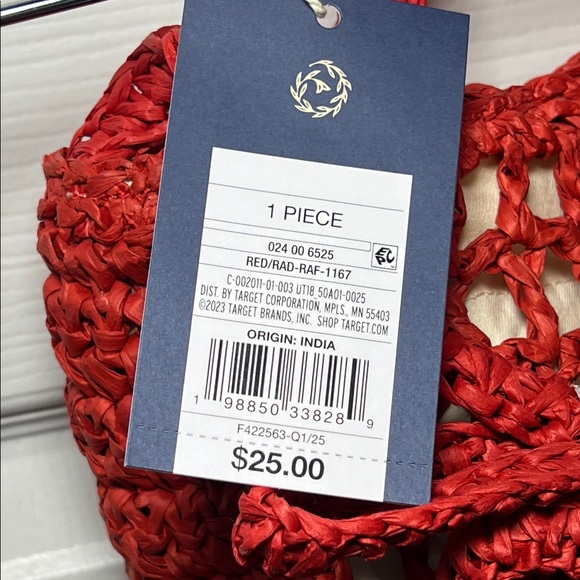 1 PIECE
024 00 6525
RED/RAD-RAF-1167
C-002011-01-003 UT18_50A01-0025
DIST. BY TARGET CORPORATION, MPLS., MN 55403
©2023 TARGET BRANDS, INC. SHOP TARGET.COM
ORIGIN: INDIA
1 98850 33828 9
F422563-Q1/25
$25.00